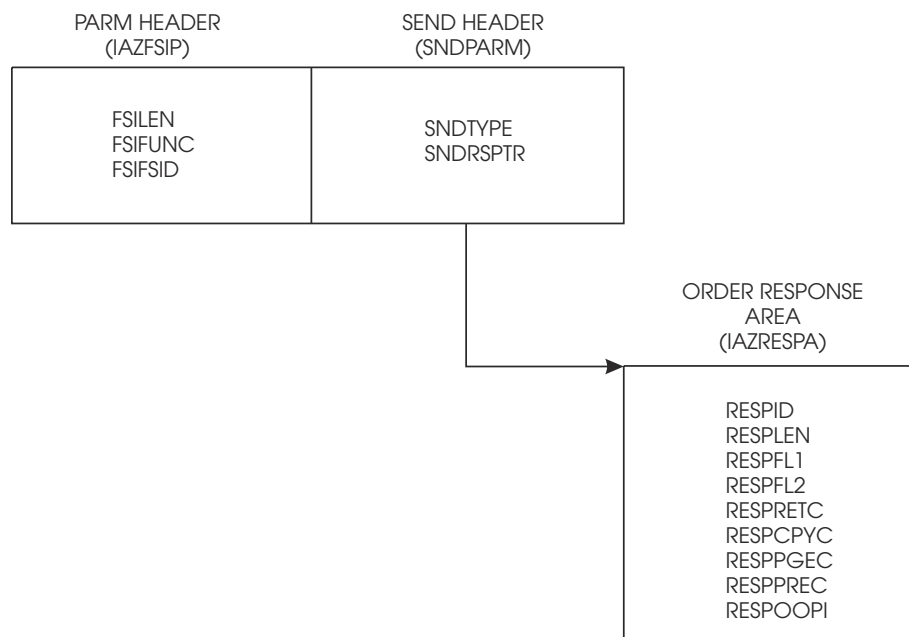 PARM HEADER
(IAZFSIP)
SEND HEADER
(SNDPARM)
FSILEN
FSIFUNC
FSIFSID
SNDTYPE
SNDRSPTR
ORDER RESPONSE
AREA
(IAZRESPA)
RESPID
RESPLEN
RESPFL1
RESPFL2
RESPRETC
RESPCPYC
RESPPGEC
RESPPREC
RESPOOPI